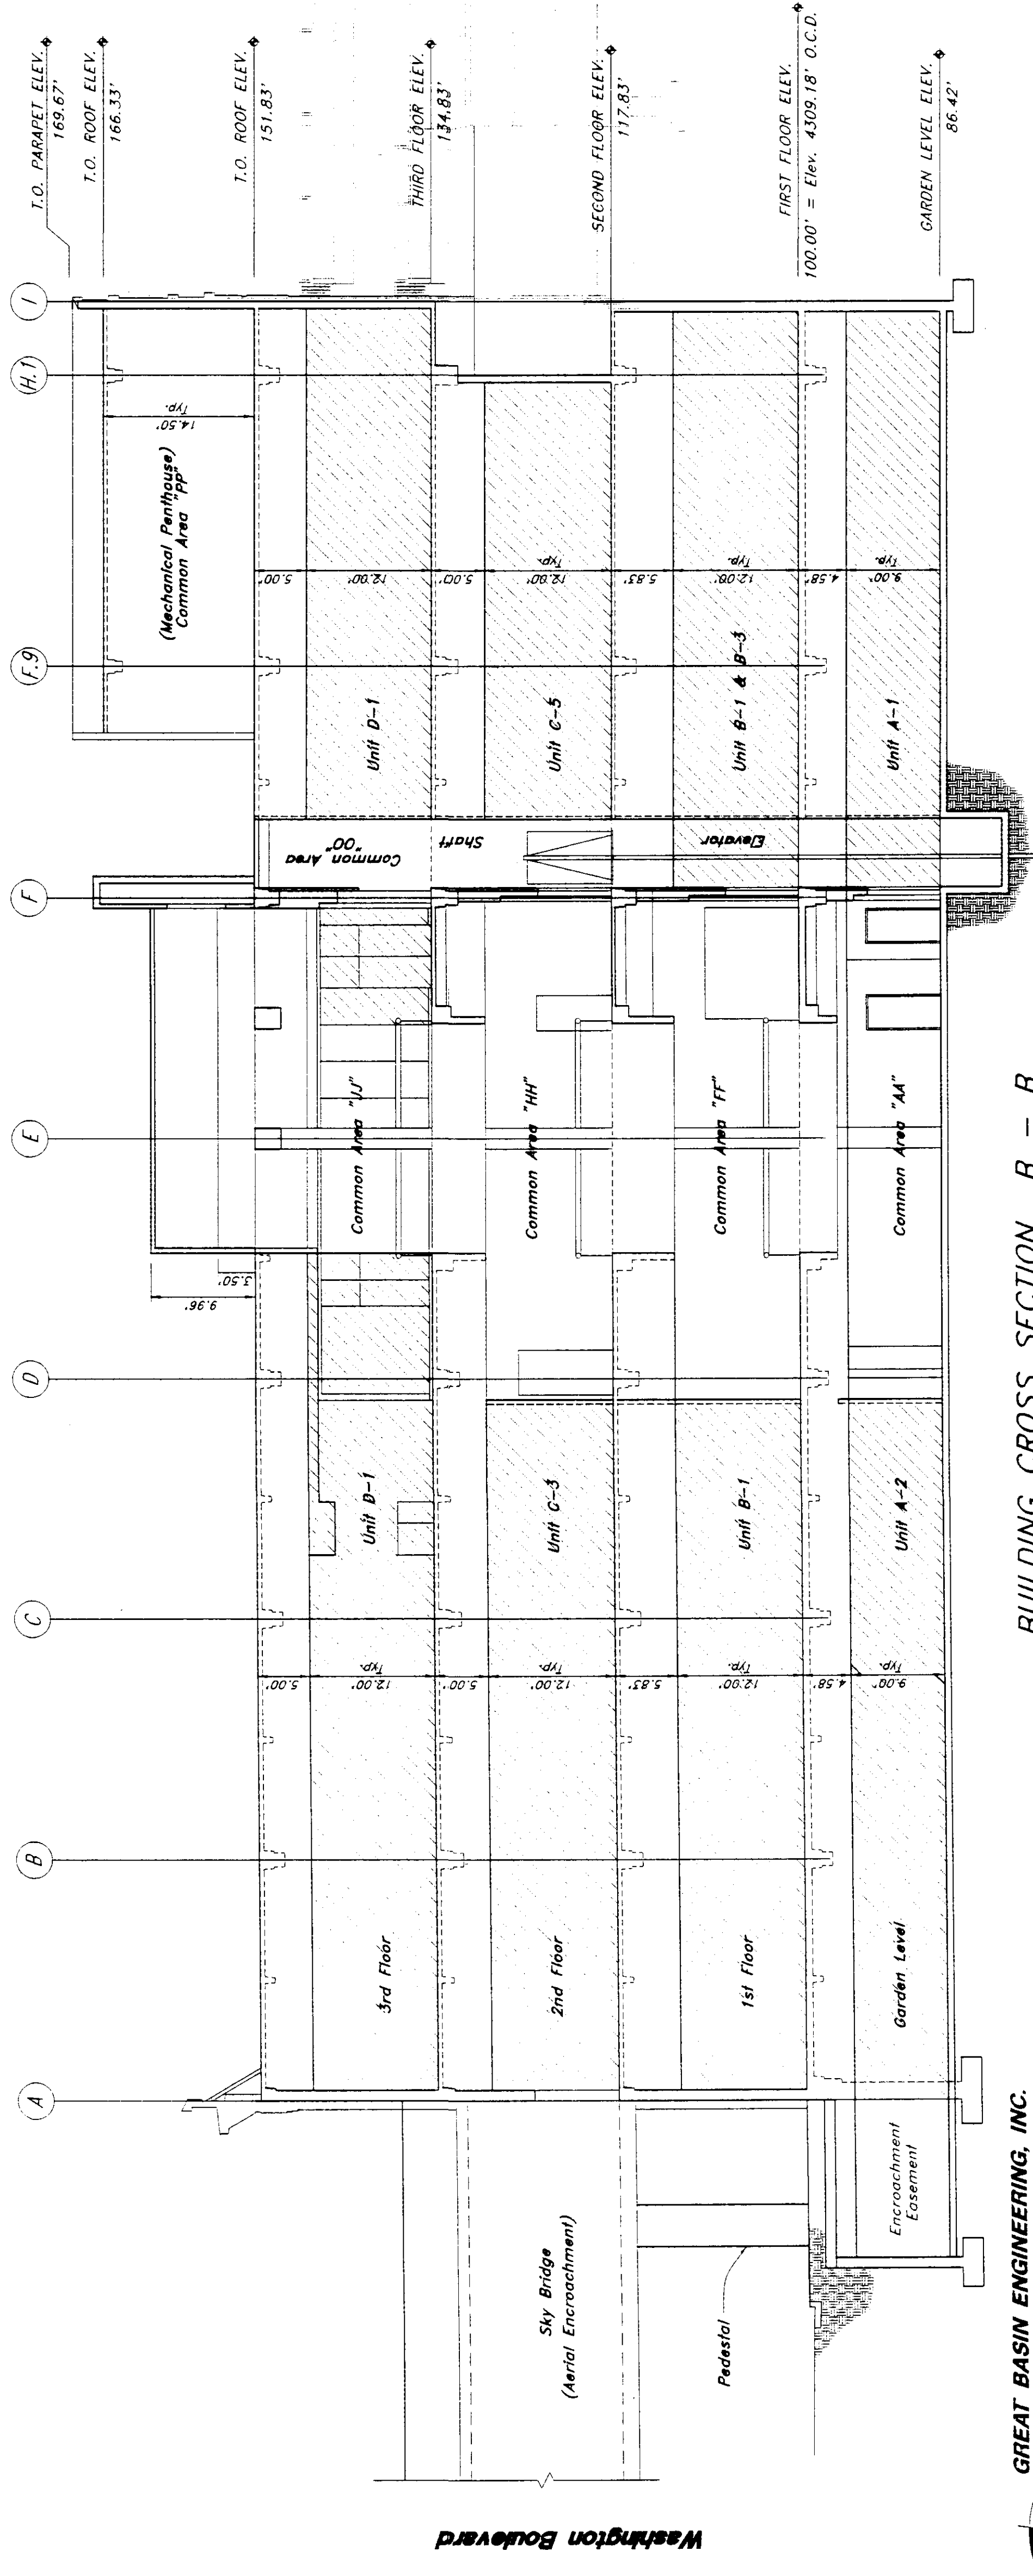 A
B
C
D
E
F
F.9
H.1
I
T.O. PARAPET ELEV.
169.67'
T.O. ROOF ELEV.
166.33'
T.O. ROOF ELEV.
151.83'
THIRD FLOOR ELEV.
134.83'
SECOND FLOOR ELEV.
117.83'
FIRST FLOOR ELEV.
100.00' = Elev. 4309.18' O.C.D.
GARDEN LEVEL ELEV.
86.42'
(Mechanical Penthouse)
Common Area "PP"
14.50'
Typ.
9.96'
3.50'
5.00'
12.00'
Typ.
5.00'
12.00'
Typ.
5.83'
12.00'
Typ.
4.58'
9.00'
Typ.
5.00'
12.00'
5.00'
12.00'
Typ.
5.83'
12.00'
Typ.
4.58'
9.00'
Typ.
3rd Floor
Unit D-1
Common Area "JJ"
Common Area
"OO"
Unit D-1
2nd Floor
Unit C-3
Common Area "HH"
Shaft
Unit C-5
1st Floor
Unit B-1
Common Area "FF"
Elevator
Unit B-1 & B-3
Garden Level
Unit A-2
Common Area "AA"
Unit A-1
Sky Bridge
(Aerial Encroachment)
Pedestal
Encroachment
Easement
Washington Boulevard
GREAT BASIN ENGINEERING, INC.
BUILDING CROSS SECTION B - B